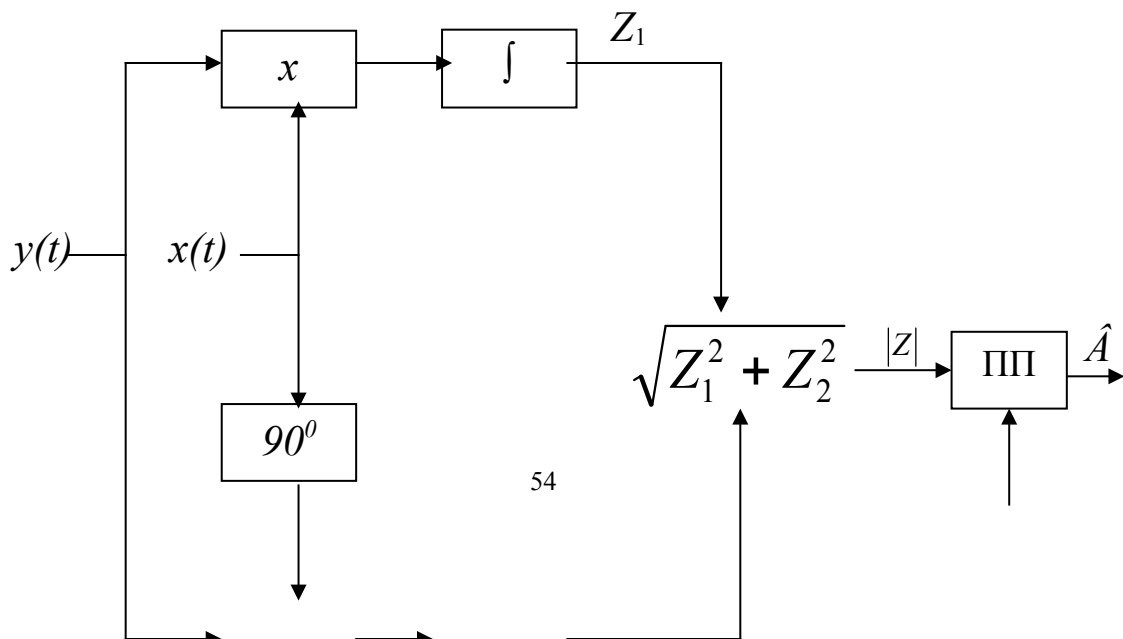 Z₁
x
∫
y(t)
x(t)
√(Z₁² + Z₂²)
|Z|
ПП
Â
90⁰
54